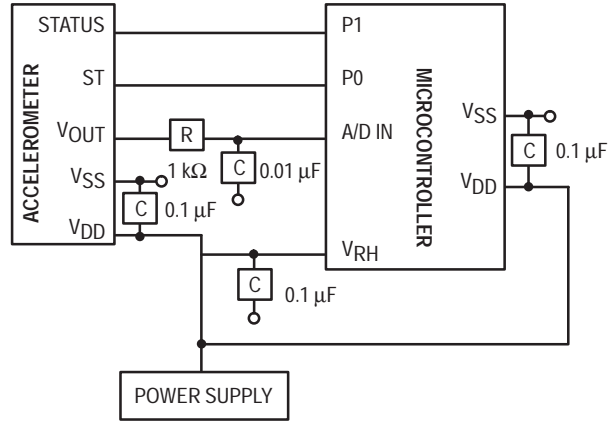 STATUS
ST
VOUT
VSS
VDD
ACCELEROMETER
R
1 kΩ
C
0.01 µF
C
0.1 µF
C
0.1 µF
P1
P0
A/D IN
VRH
MICROCONTROLLER
VSS
VDD
C
0.1 µF
POWER SUPPLY